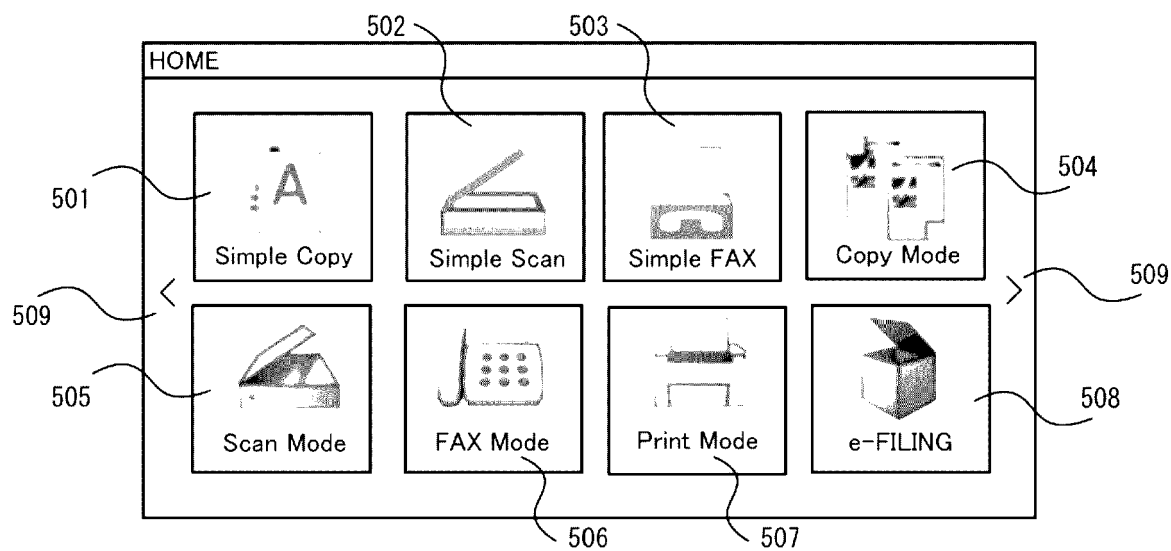 502
503
HOME
501
504
A
Simple Copy
Simple Scan
Simple FAX
Copy Mode
509
509
505
508
Scan Mode
FAX Mode
Print Mode
e-FILING
506
507